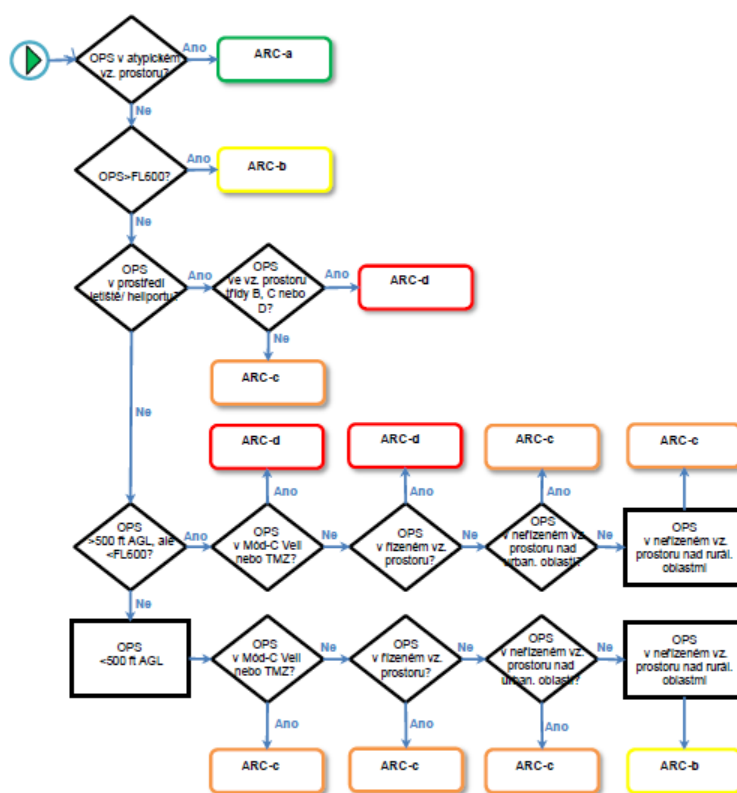 OPS v atypickém
vz. prostoru?
Ano
ARC-a
Ne
OPS>FL600?
Ano
ARC-b
Ne
OPS
v prostředí
letiště/ heliportu?
Ano
OPS
ve vz. prostoru
třídy B, C nebo
D?
Ano
ARC-d
Ne
ARC-c
Ne
ARC-d
ARC-d
ARC-c
ARC-c
Ano
Ano
Ano
OPS
>500 ft AGL, ale
<FL600?
Ano
OPS
v Mód-C Veil
nebo TMZ?
Ne
OPS
v řízeném vz.
prostoru?
Ne
OPS
v neřízeném vz.
prostoru nad
urban. oblastí?
Ne
OPS
v neřízeném vz.
prostoru nad rurál.
oblastmi
Ne
OPS
<500 ft AGL
OPS
v Mód-C Veil
nebo TMZ?
Ne
OPS
v řízeném vz.
prostoru?
Ne
OPS
v neřízeném vz.
prostoru nad
urban. oblastí?
Ne
OPS
v neřízeném vz.
prostoru nad rurál.
oblastmi
Ano
Ano
Ano
ARC-c
ARC-c
ARC-c
ARC-b